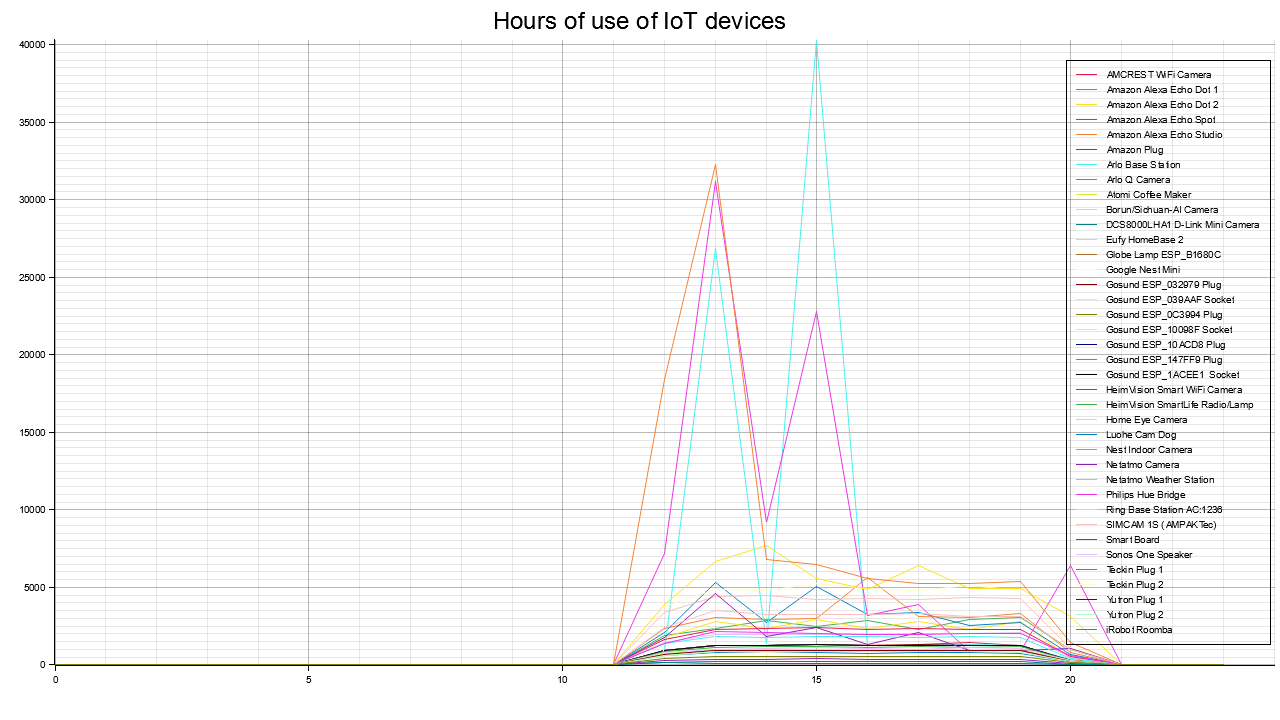 Hours of use of IoT devices
40000
35000
30000
25000
20000
15000
10000
5000
0
0
5
10
15
20
AMCREST WiFi Camera
Amazon Alexa Echo Dot 1
Amazon Alexa Echo Dot 2
Amazon Alexa Echo Spot
Amazon Alexa Echo Studio
Amazon Plug
Arlo Base Station
Arlo Q Camera
Atomi Coffee Maker
Borun/Sichuan-AI Camera
DCS8000LHA1 D-Link Mini Camera
Eufy HomeBase 2
Globe Lamp ESP_B1680C
Google Nest Mini
Gosund ESP_032979 Plug
Gosund ESP_039AAF Socket
Gosund ESP_0C3994 Plug
Gosund ESP_10098F Socket
Gosund ESP_10ACD8 Plug
Gosund ESP_147FF9 Plug
Gosund ESP_1ACEE1 Socket
HeimVision Smart WiFi Camera
HeimVision SmartLife Radio/Lamp
Home Eye Camera
Luohe Cam Dog
Nest Indoor Camera
Netatmo Camera
Netatmo Weather Station
Philips Hue Bridge
Ring Base Station AC:1236
SIMCAM 1S (AMPAKTec)
Smart Board
Sonos One Speaker
Teckin Plug 1
Teckin Plug 2
Yutron Plug 1
Yutron Plug 2
iRobot Roomba